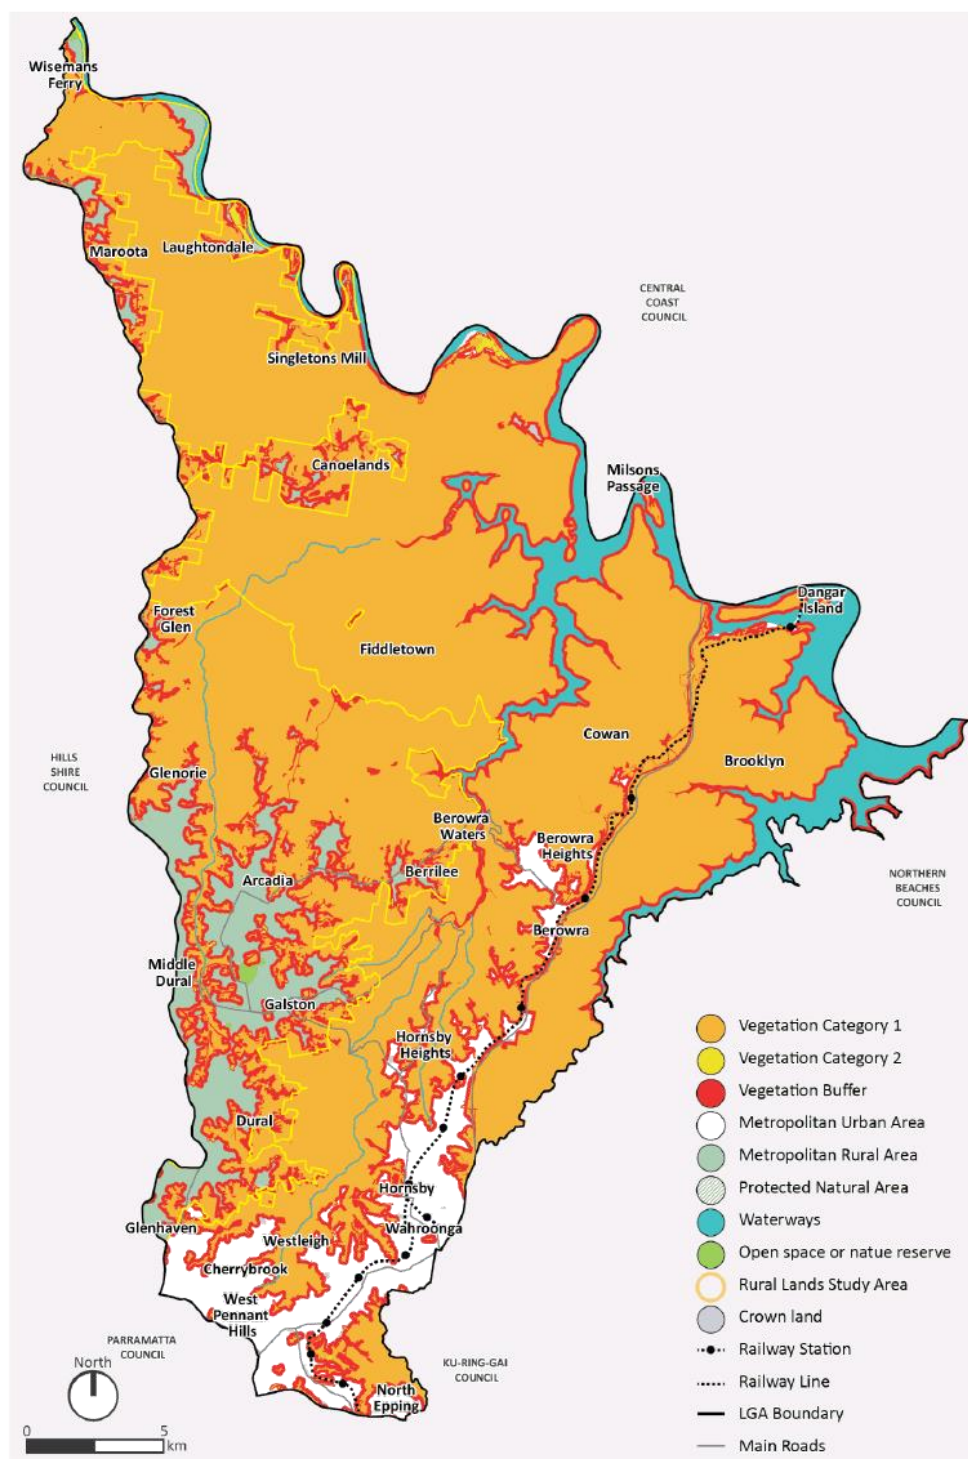 Wisemans
Ferry
Maroota
Laughtondale
CENTRAL
COAST
COUNCIL
Singletons Mill
Canoelands
Milsons
Passage
Dangar
Island
Forest
Glen
Fiddletown
Cowan
Brooklyn
HILLS
SHIRE
COUNCIL
Glenorie
Berowra
Waters
Berowra
Heights
Arcadia
Berrilee
NORTHERN
BEACHES
COUNCIL
Berowra
Middle
Dural
Galston
Hornsby
Heights
Dural
Hornsby
Glenhaven
Wahroonga
Westleigh
Cherrybrook
West
Pennant
Hills
PARRAMATTA
COUNCIL
KU-RING-GAI
COUNCIL
North
Epping
North
0 5
km
Vegetation Category 1
Vegetation Category 2
Vegetation Buffer
Metropolitan Urban Area
Metropolitan Rural Area
Protected Natural Area
Waterways
Open space or natue reserve
Rural Lands Study Area
Crown land
Railway Station
Railway Line
LGA Boundary
Main Roads